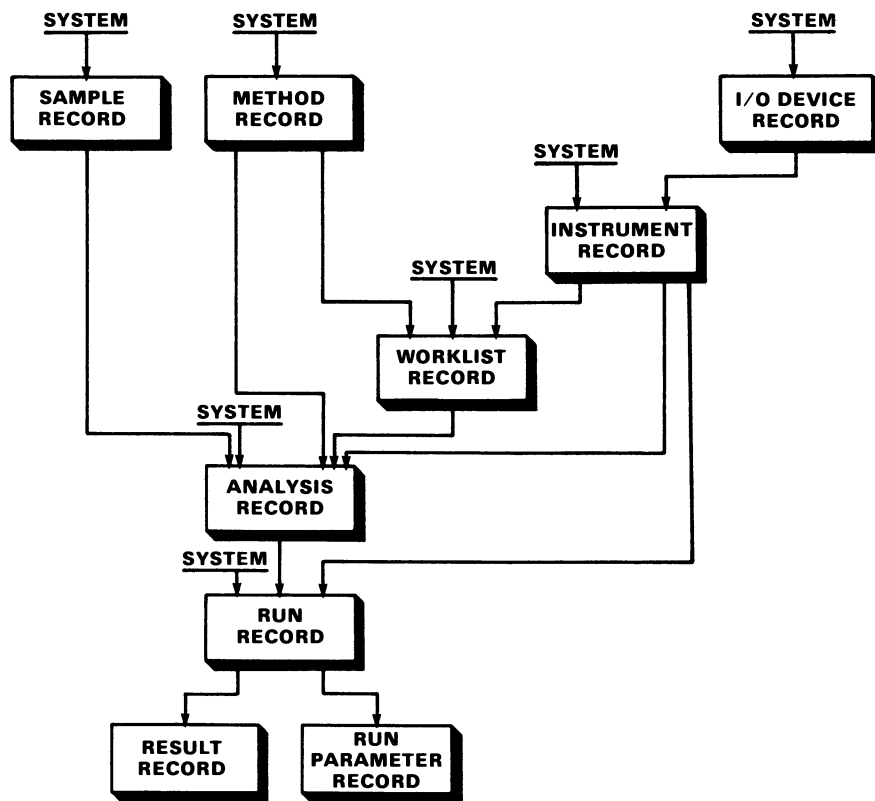 SYSTEM
SYSTEM
SYSTEM
SAMPLE
RECORD
METHOD
RECORD
I/O DEVICE
RECORD
SYSTEM
INSTRUMENT
RECORD
SYSTEM
WORKLIST
RECORD
SYSTEM
ANALYSIS
RECORD
SYSTEM
RUN
RECORD
RESULT
RECORD
RUN
PARAMETER
RECORD